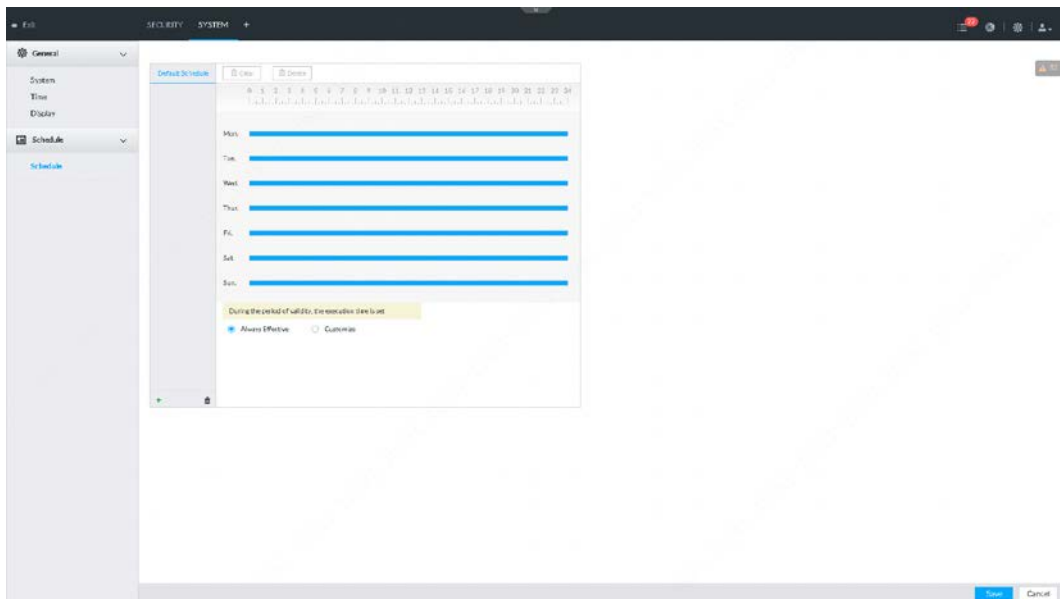 Exit
SECURITY SYSTEM +
22
General
System
Time
Display
Schedule
Schedule
Default Schedule
Clear Delete
0 1 2 3 4 5 6 7 8 9 10 11 12 13 14 15 16 17 18 19 20 21 22 23 24
Mon.
Tue.
Wed.
Thur.
Fri.
Sat.
Sun.
During the period of validity, the execution time is set
Always Effective Customize
Save Cancel